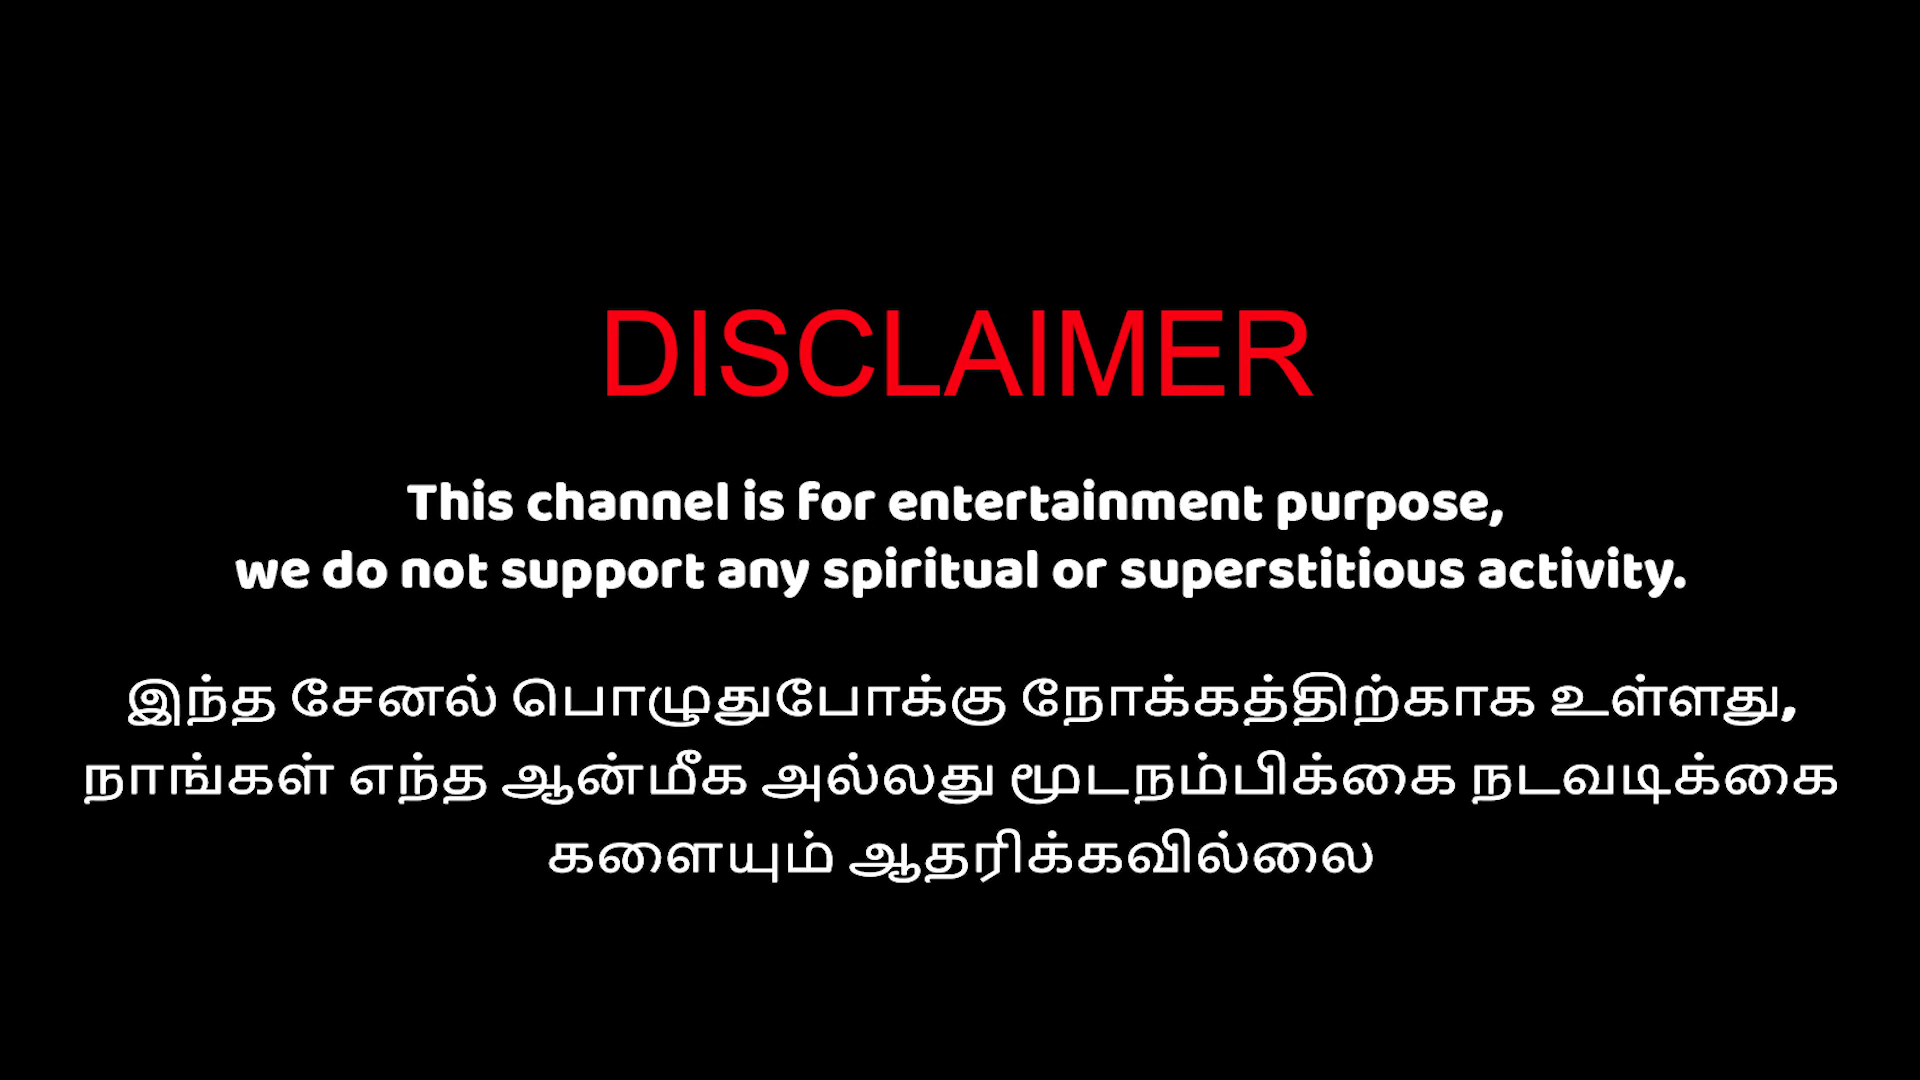 DISCLAIMER
This channel is for entertainment purpose,
we do not support any spiritual or superstitious activity.
இந்த சேனல் பொழுதுபோக்கு நோக்கத்திற்காக உள்ளது,
நாங்கள் எந்த ஆன்மீக அல்லது மூடநம்பிக்கை நடவடிக்கை
களையும் ஆதரிக்கவில்லை